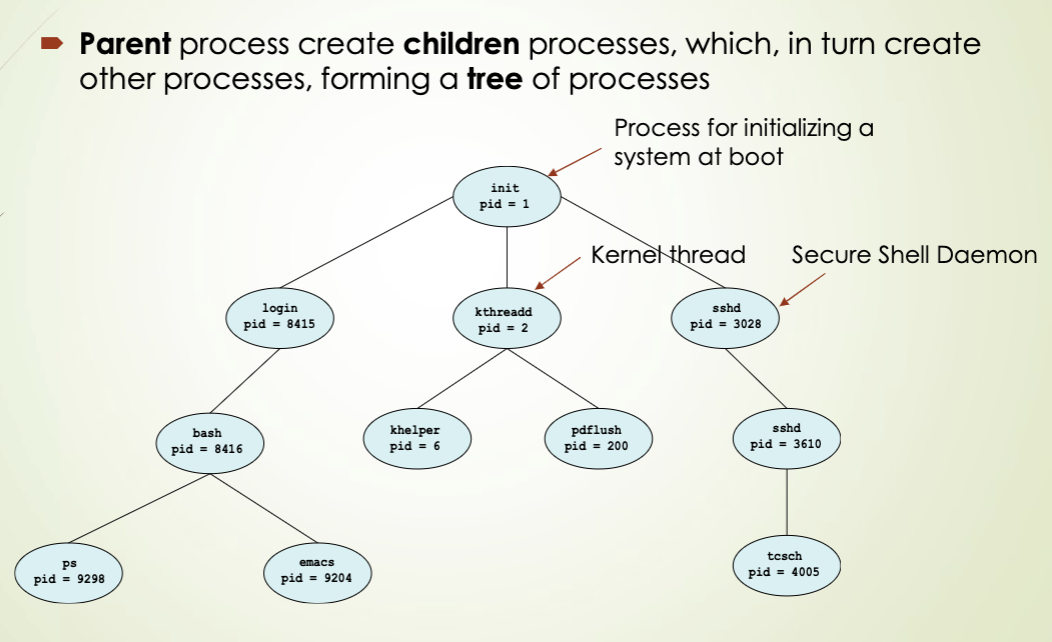 Parent process create children processes, which, in turn create
other processes, forming a tree of processes
Process for initializing a
system at boot
init
pid = 1
Kernel thread
Secure Shell Daemon
login
pid = 8415
kthreadd
pid = 2
sshd
pid = 3028
bash
pid = 8416
khelper
pid = 6
pdflush
pid = 200
sshd
pid = 3610
ps
pid = 9298
emacs
pid = 9204
tcsch
pid = 4005